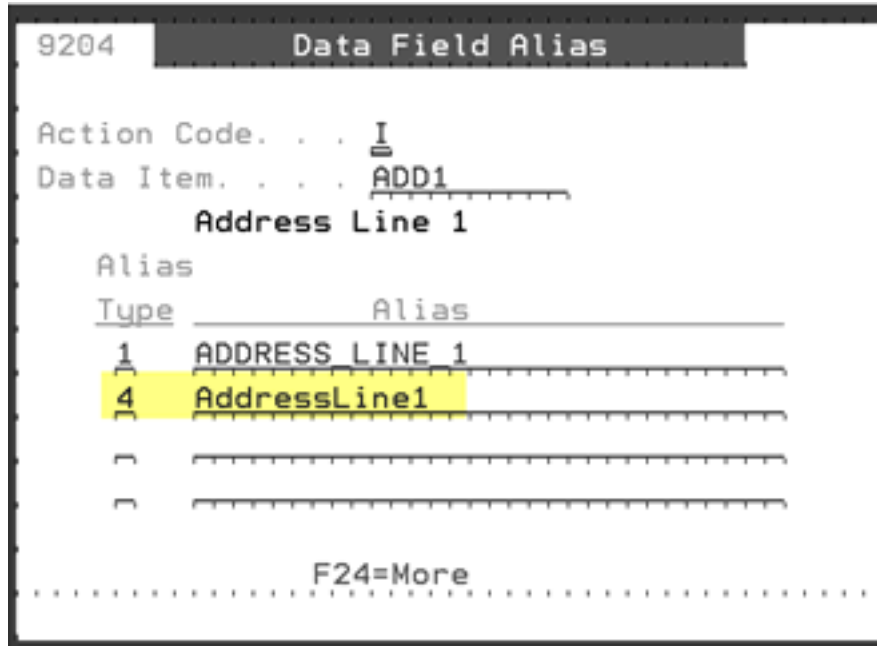 9204 Data Field Alias
Action Code. . . I
Data Item. . . . ADD1
Address Line 1
Alias
Type Alias
1 ADDRESS_LINE_1
4 AddressLine1
F24=More